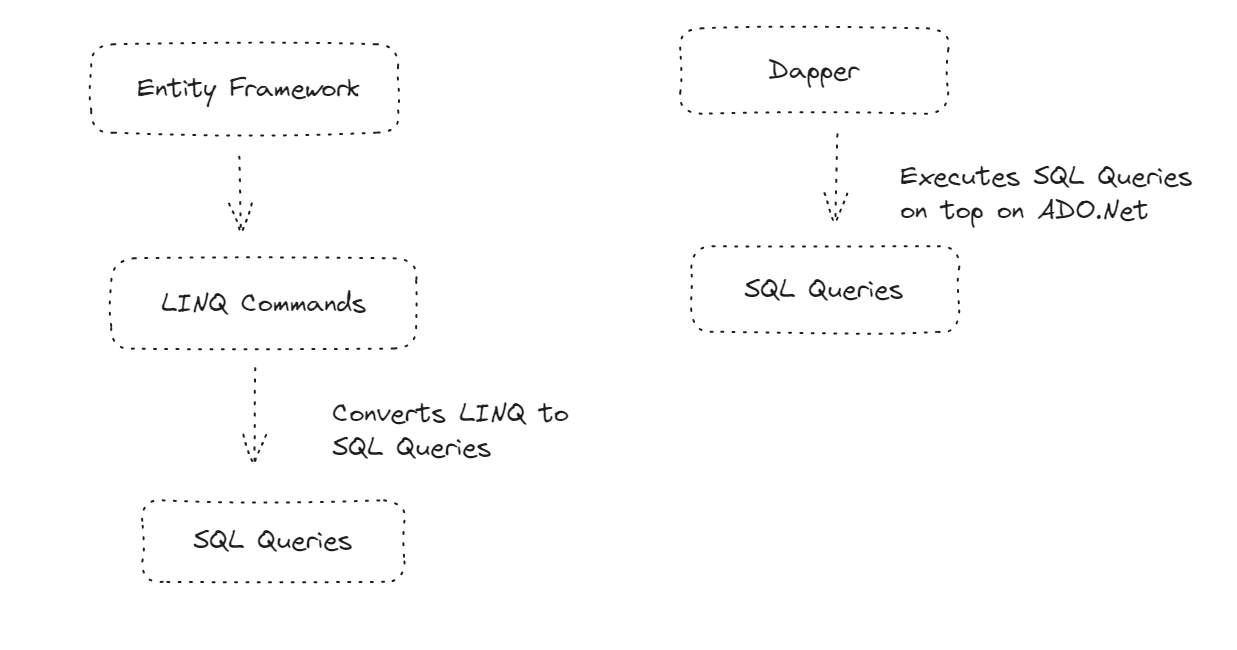 Entity Framework
LINQ Commands
Converts LINQ to
SQL Queries
SQL Queries
Dapper
Executes SQL Queries
on top on ADO.Net
SQL Queries